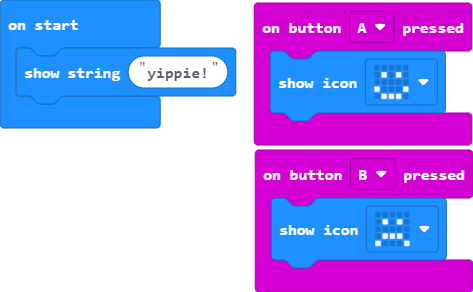 on start
show string "yippie!"
on button A pressed
show icon
on button B pressed
show icon